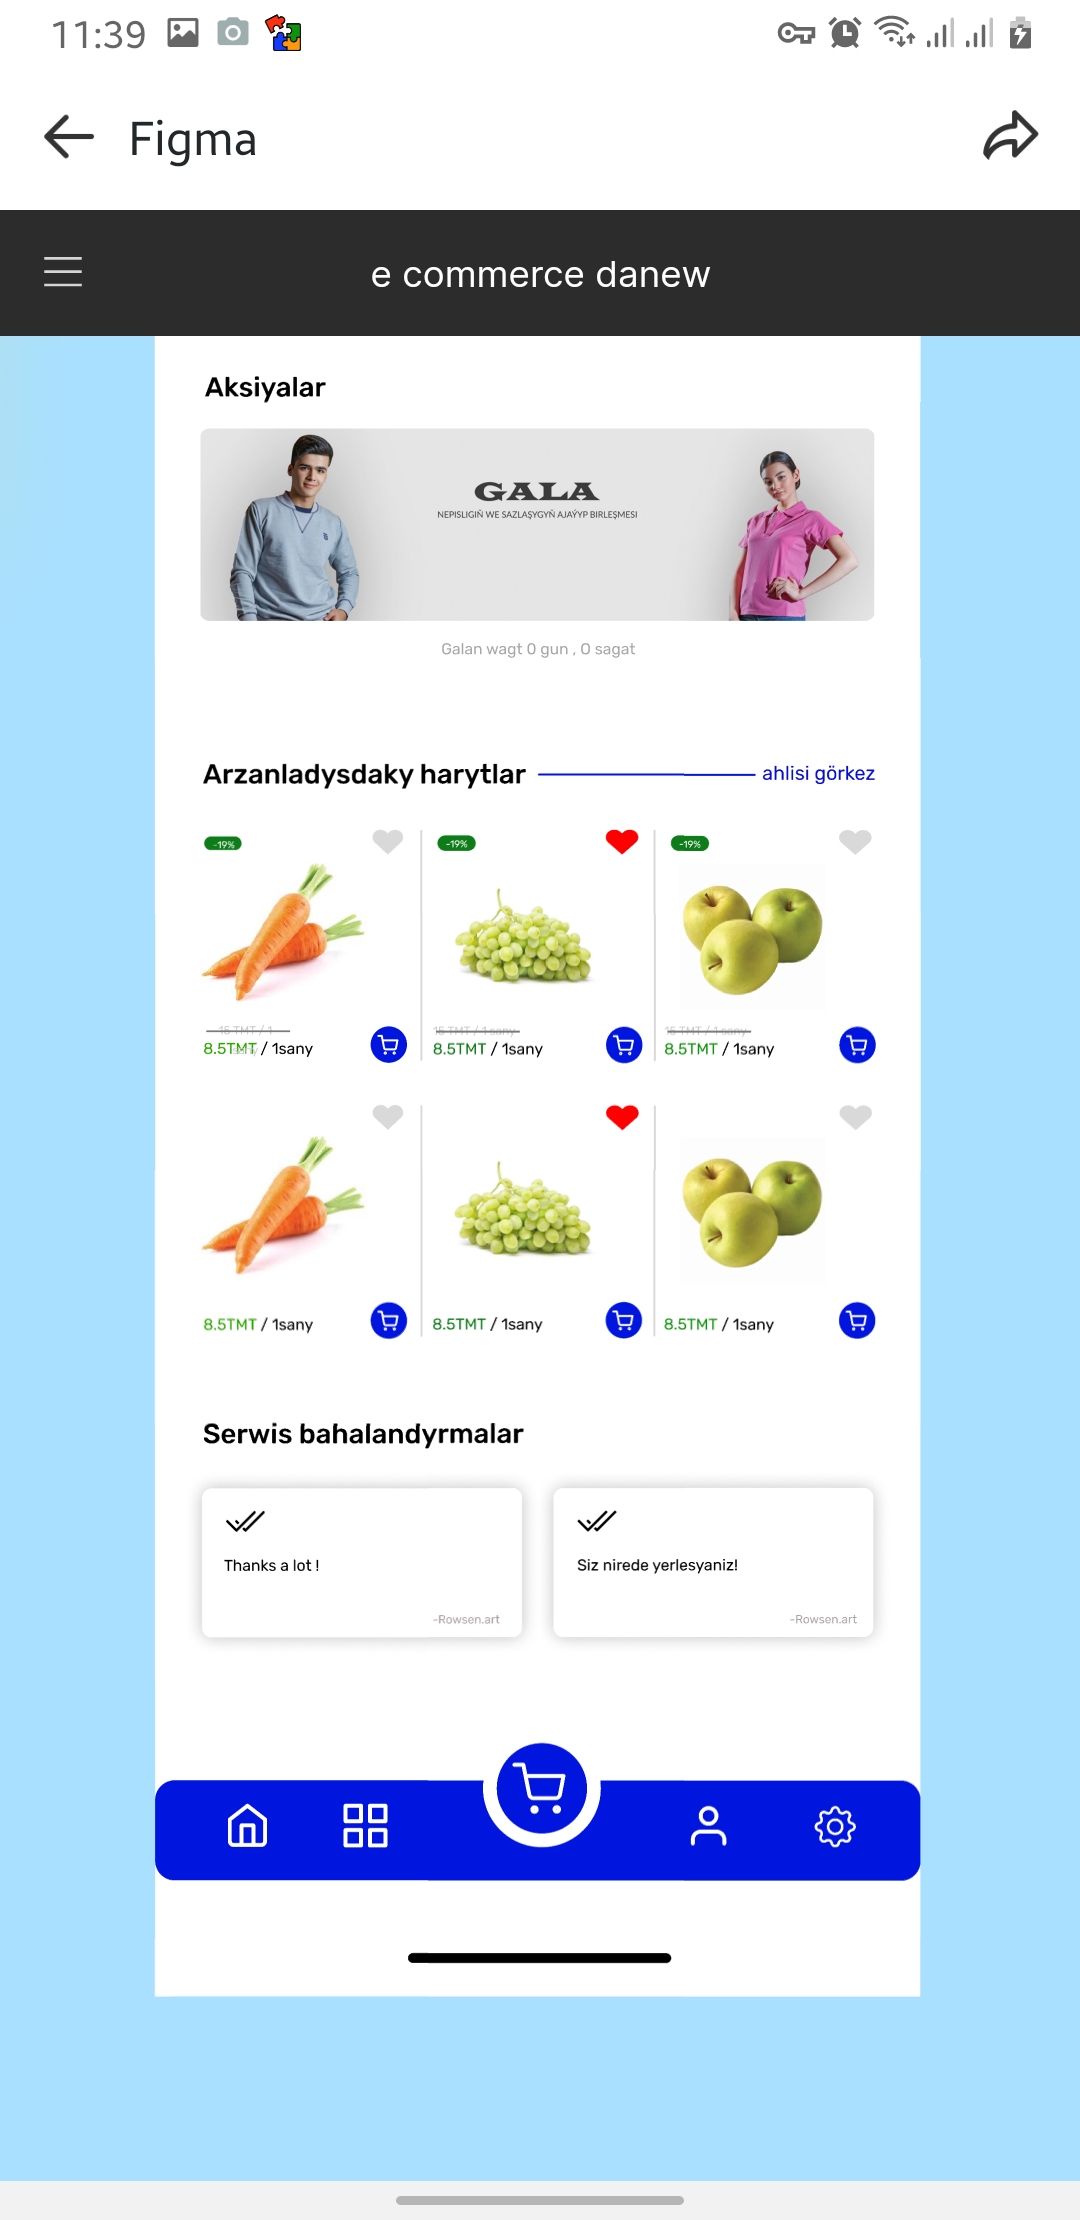 11:39
Figma
e commerce danew
Aksiyalar
GALA
NEPISLIGIŇ WE SAZLAŞYGYŇ AJAÝYP BIRLEŞMESI
Galan wagt 0 gun , 0 sagat
Arzanladysdaky harytlar ahlisi görkez
-19% -19% -19%
15 TMT / 1 sany 15 TMT / 1 sany 15 TMT / 1 sany
8.5TMT / 1sany 8.5TMT / 1sany 8.5TMT / 1sany
8.5TMT / 1sany 8.5TMT / 1sany 8.5TMT / 1sany
Serwis bahalandyrmalar
Thanks a lot !
-Rowsen.art
Siz nirede yerlesyaniz!
-Rowsen.art